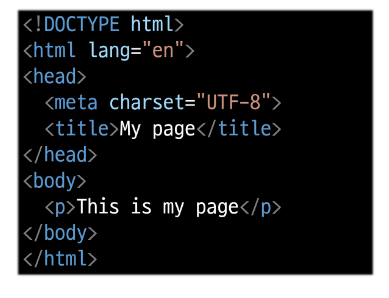 <!DOCTYPE html>
<html lang="en">
<head>
  <meta charset="UTF-8">
  <title>My page</title>
</head>
<body>
  <p>This is my page</p>
</body>
</html>